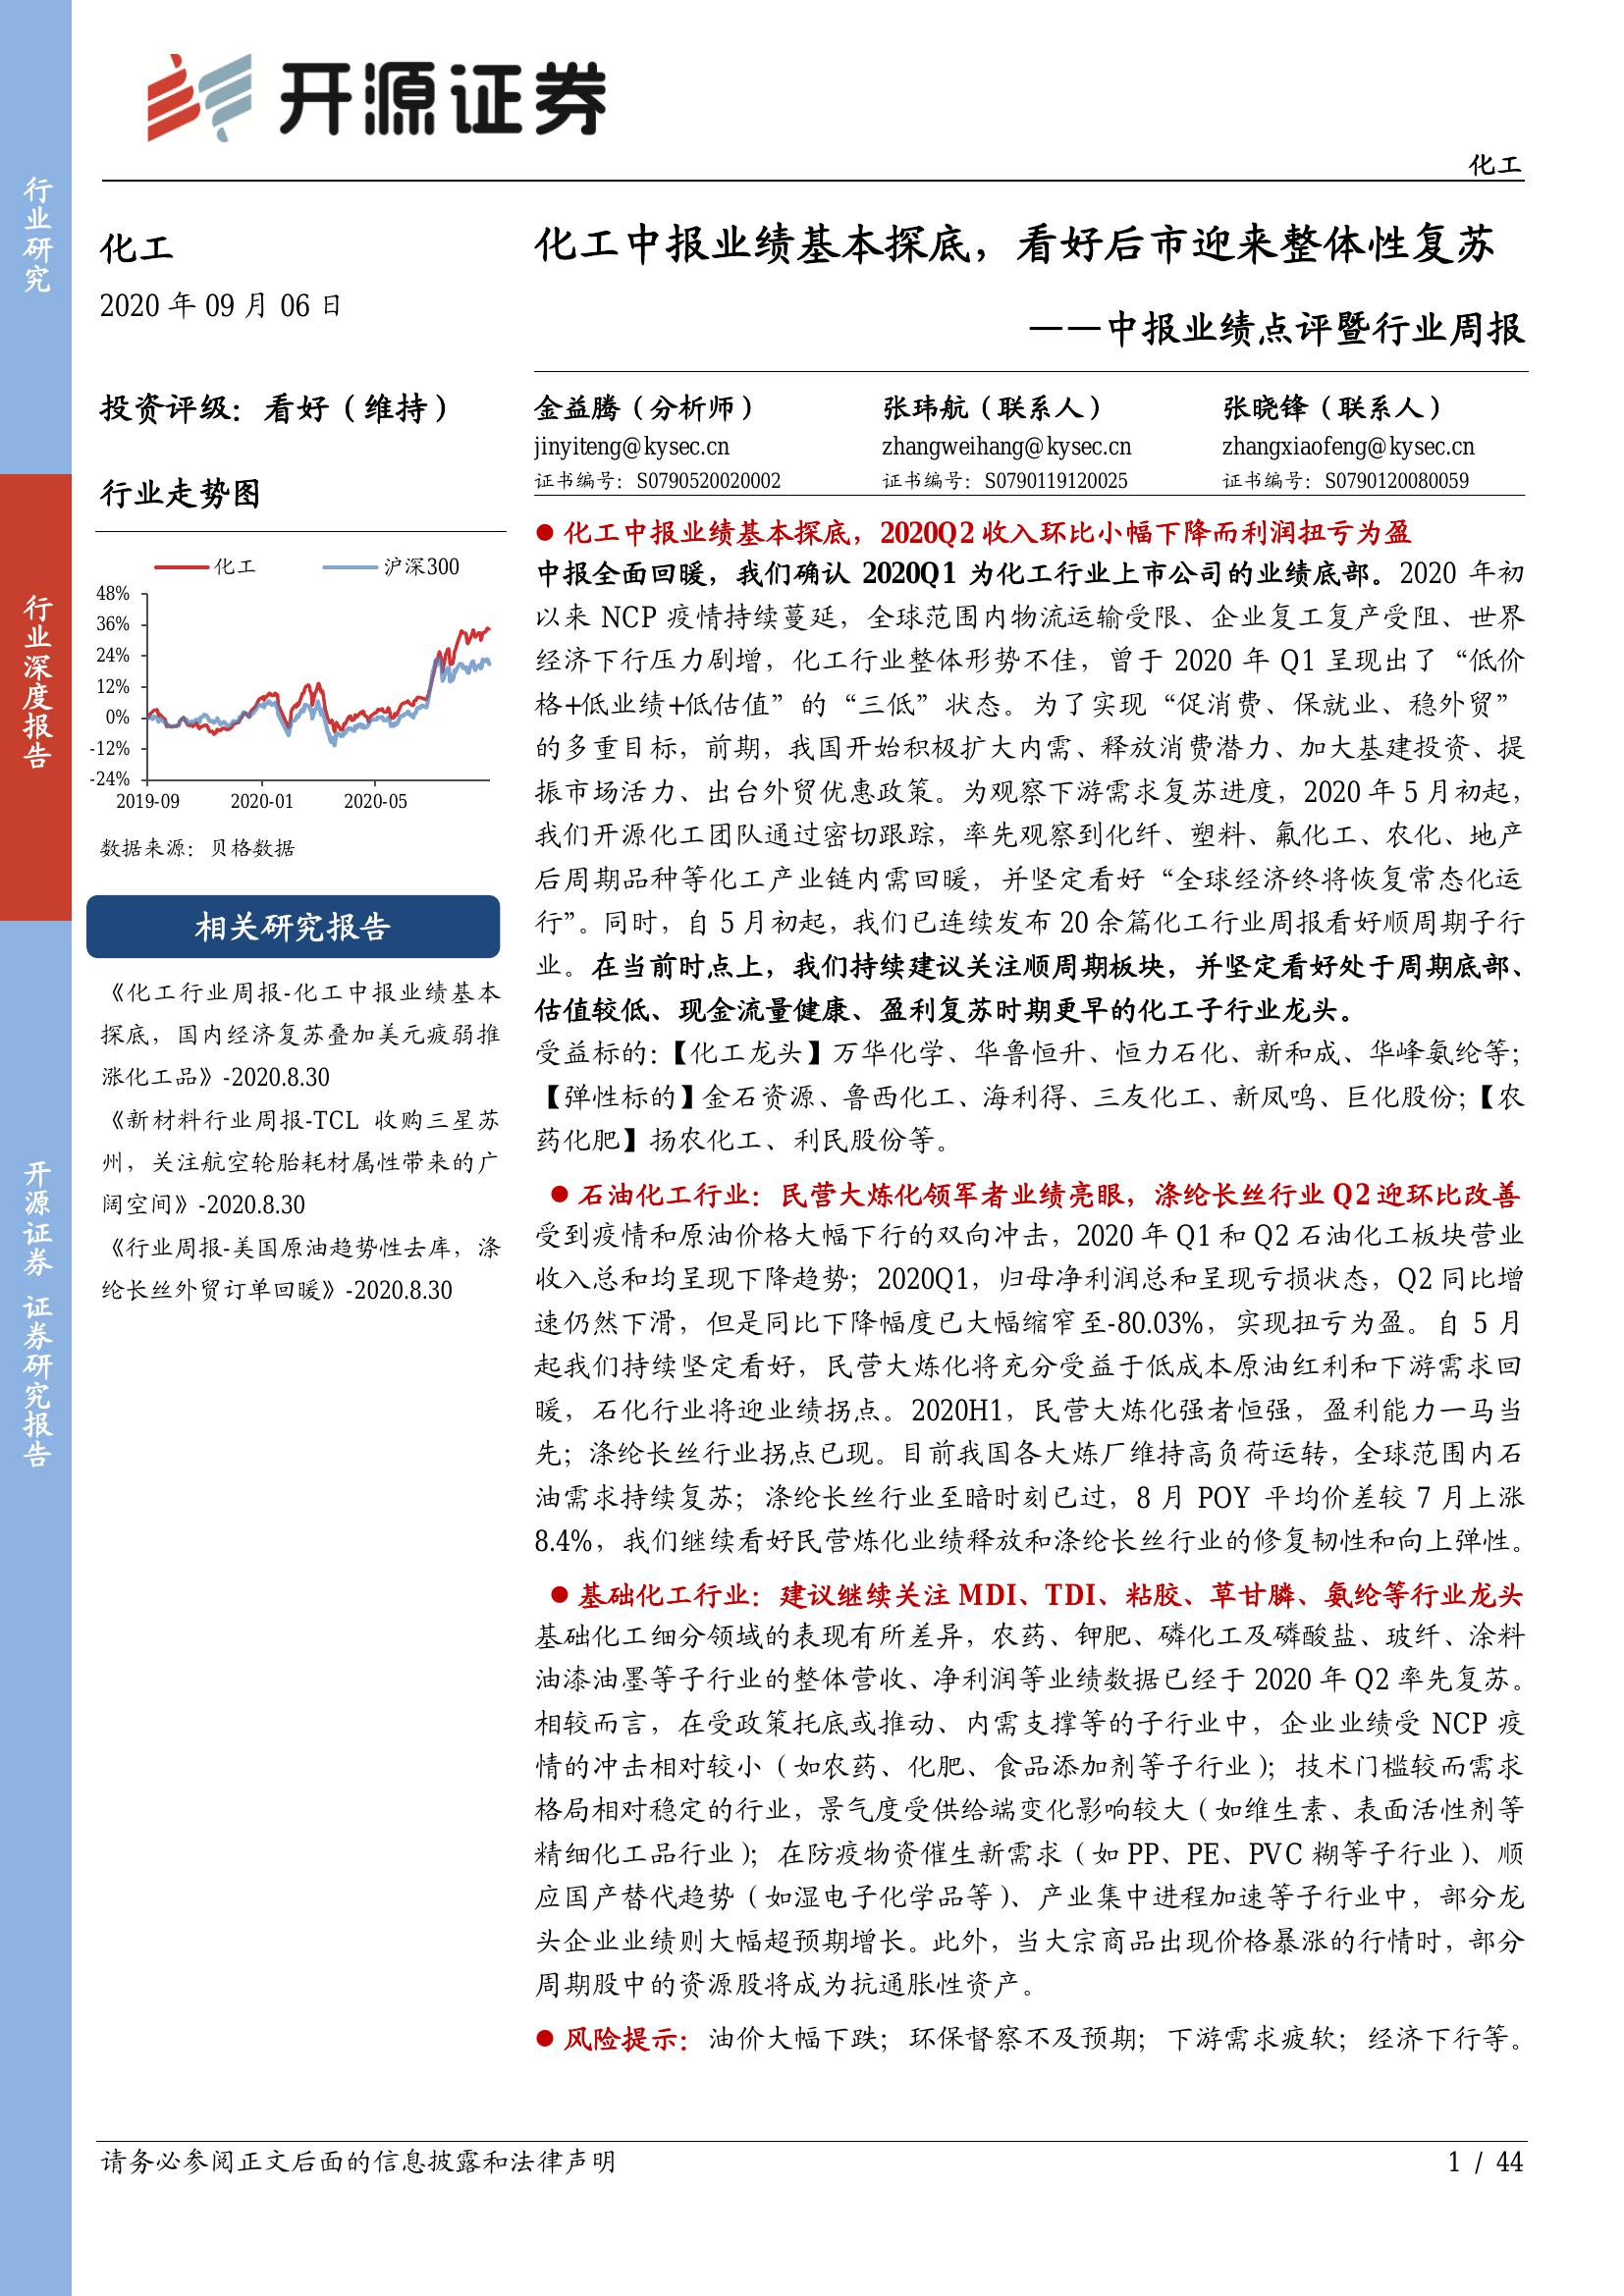 开源证券
化工
行业研究
行业深度报告
开源证券 证券研究报告
化工
2020 年 09 月 06 日
投资评级：看好（维持）
行业走势图
化工 沪深300
48%
36%
24%
12%
0%
-12%
-24%
2019-09 2020-01 2020-05
数据来源：贝格数据
相关研究报告
《化工行业周报-化工中报业绩基本
探底，国内经济复苏叠加美元疲弱推
涨化工品》-2020.8.30
《新材料行业周报-TCL 收购三星苏
州，关注航空轮胎耗材属性带来的广
阔空间》-2020.8.30
《行业周报-美国原油趋势性去库，涤
纶长丝外贸订单回暖》-2020.8.30
化工中报业绩基本探底，看好后市迎来整体性复苏
——中报业绩点评暨行业周报
金益腾（分析师） 张玮航（联系人） 张晓锋（联系人）
jinyiteng@kysec.cn zhangweihang@kysec.cn zhangxiaofeng@kysec.cn
证书编号：S0790520020002 证书编号：S0790119120025 证书编号：S0790120080059
● 化工中报业绩基本探底，2020Q2 收入环比小幅下降而利润扭亏为盈
中报全面回暖，我们确认 2020Q1 为化工行业上市公司的业绩底部。2020 年初
以来 NCP 疫情持续蔓延，全球范围内物流运输受限、企业复工复产受阻、世界
经济下行压力剧增，化工行业整体形势不佳，曾于 2020 年 Q1 呈现出了“低价
格+低业绩+低估值”的“三低”状态。为了实现“促消费、保就业、稳外贸”
的多重目标，前期，我国开始积极扩大内需、释放消费潜力、加大基建投资、提
振市场活力、出台外贸优惠政策。为观察下游需求复苏进度，2020 年 5 月初起，
我们开源化工团队通过密切跟踪，率先观察到化纤、塑料、氟化工、农化、地产
后周期品种等化工产业链内需回暖，并坚定看好“全球经济终将恢复常态化运
行”。同时，自 5 月初起，我们已连续发布 20 余篇化工行业周报看好顺周期子行
业。在当前时点上，我们持续建议关注顺周期板块，并坚定看好处于周期底部、
估值较低、现金流量健康、盈利复苏时期更早的化工子行业龙头。
受益标的：【化工龙头】万华化学、华鲁恒升、恒力石化、新和成、华峰氨纶等；
【弹性标的】金石资源、鲁西化工、海利得、三友化工、新凤鸣、巨化股份；【农
药化肥】扬农化工、利民股份等。
● 石油化工行业：民营大炼化领军者业绩亮眼，涤纶长丝行业 Q2 迎环比改善
受到疫情和原油价格大幅下行的双向冲击，2020 年 Q1 和 Q2 石油化工板块营业
收入总和均呈现下降趋势；2020Q1，归母净利润总和呈现亏损状态，Q2 同比增
速仍然下滑，但是同比下降幅度已大幅缩窄至-80.03%，实现扭亏为盈。自 5 月
起我们持续坚定看好，民营大炼化将充分受益于低成本原油红利和下游需求回
暖，石化行业将迎业绩拐点。2020H1，民营大炼化强者恒强，盈利能力一马当
先；涤纶长丝行业拐点已现。目前我国各大炼厂维持高负荷运转，全球范围内石
油需求持续复苏；涤纶长丝行业至暗时刻已过，8 月 POY 平均价差较 7 月上涨
8.4%，我们继续看好民营炼化业绩释放和涤纶长丝行业的修复韧性和向上弹性。
● 基础化工行业：建议继续关注 MDI、TDI、粘胶、草甘膦、氨纶等行业龙头
基础化工细分领域的表现有所差异，农药、钾肥、磷化工及磷酸盐、玻纤、涂料
油漆油墨等子行业的整体营收、净利润等业绩数据已经于 2020 年 Q2 率先复苏。
相较而言，在受政策托底或推动、内需支撑等的子行业中，企业业绩受 NCP 疫
情的冲击相对较小（如农药、化肥、食品添加剂等子行业）；技术门槛较而需求
格局相对稳定的行业，景气度受供给端变化影响较大（如维生素、表面活性剂等
精细化工品行业）；在防疫物资催生新需求（如 PP、PE、PVC 糊等子行业）、顺
应国产替代趋势（如湿电子化学品等）、产业集中进程加速等子行业中，部分龙
头企业业绩则大幅超预期增长。此外，当大宗商品出现价格暴涨的行情时，部分
周期股中的资源股将成为抗通胀性资产。
● 风险提示：油价大幅下跌；环保督察不及预期；下游需求疲软；经济下行等。
请务必参阅正文后面的信息披露和法律声明 1 / 44